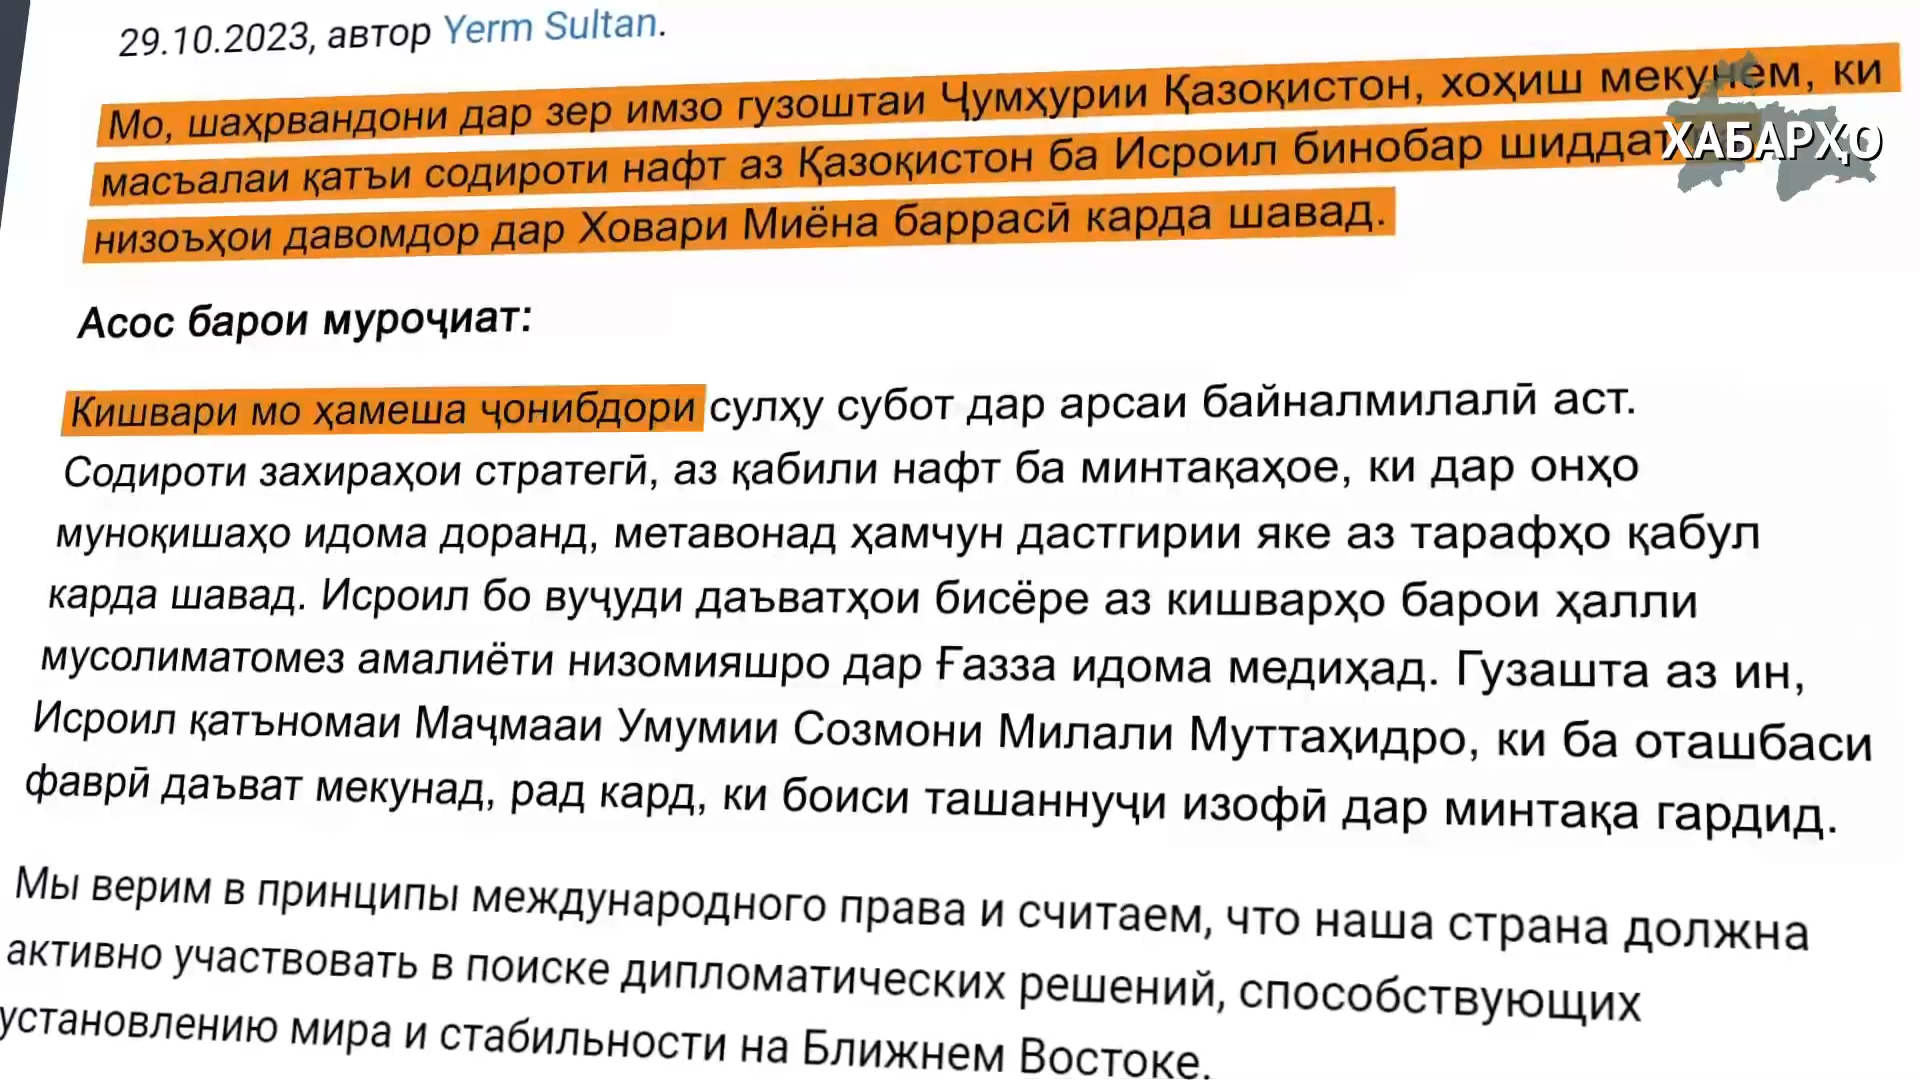 29.10.2023, автор Yerm Sultan.
Мо, шаҳрвандони дар зер имзо гузоштаи Ҷумҳурии Қазоқистон, хоҳиш мекунем, ки
масъалаи қатъи содироти нафт аз Қазоқистон ба Исроил бинобар шиддат
ХАБАРҲО
низоъҳои давомдор дар Ховари Миёна баррасӣ карда шавад.
Асос барои муроҷиат:
Кишвари мо ҳамеша ҷонибдори сулҳу субот дар арсаи байналмилалӣ аст.
Содироти захираҳои стратегӣ, аз қабили нафт ба минтақаҳое, ки дар онҳо
муноқишаҳо идома доранд, метавонад ҳамчун дастгирии яке аз тарафҳо қабул
карда шавад. Исроил бо вуҷуди даъватҳои бисёре аз кишварҳо барои ҳалли
мусолиматомез амалиёти низомияшро дар Ғазза идома медиҳад. Гузашта аз ин,
Исроил қатъномаи Маҷмааи Умумии Созмони Милали Муттаҳидро, ки ба оташбаси
фаврӣ даъват мекунад, рад кард, ки боиси ташаннуҷи изофӣ дар минтақа гардид.
Мы верим в принципы международного права и считаем, что наша страна должна
активно участвовать в поиске дипломатических решений, способствующих
установлению мира и стабильности на Ближнем Востоке.